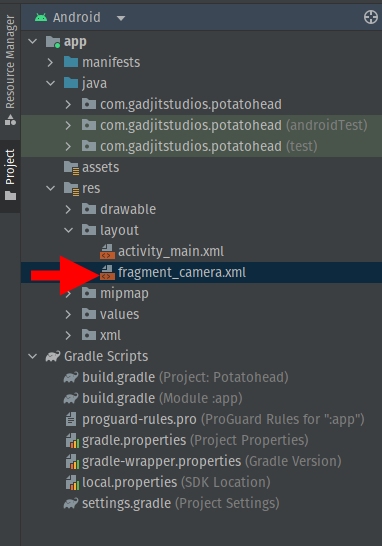 Resource Manager
Project
Android
app
manifests
java
com.gadjitstudios.potatohead
com.gadjitstudios.potatohead (androidTest)
com.gadjitstudios.potatohead (test)
assets
res
drawable
layout
activity_main.xml
fragment_camera.xml
mipmap
values
xml
Gradle Scripts
build.gradle (Project: Potatohead)
build.gradle (Module :app)
proguard-rules.pro (ProGuard Rules for ":app")
gradle.properties (Project Properties)
gradle-wrapper.properties (Gradle Version)
local.properties (SDK Location)
settings.gradle (Project Settings)